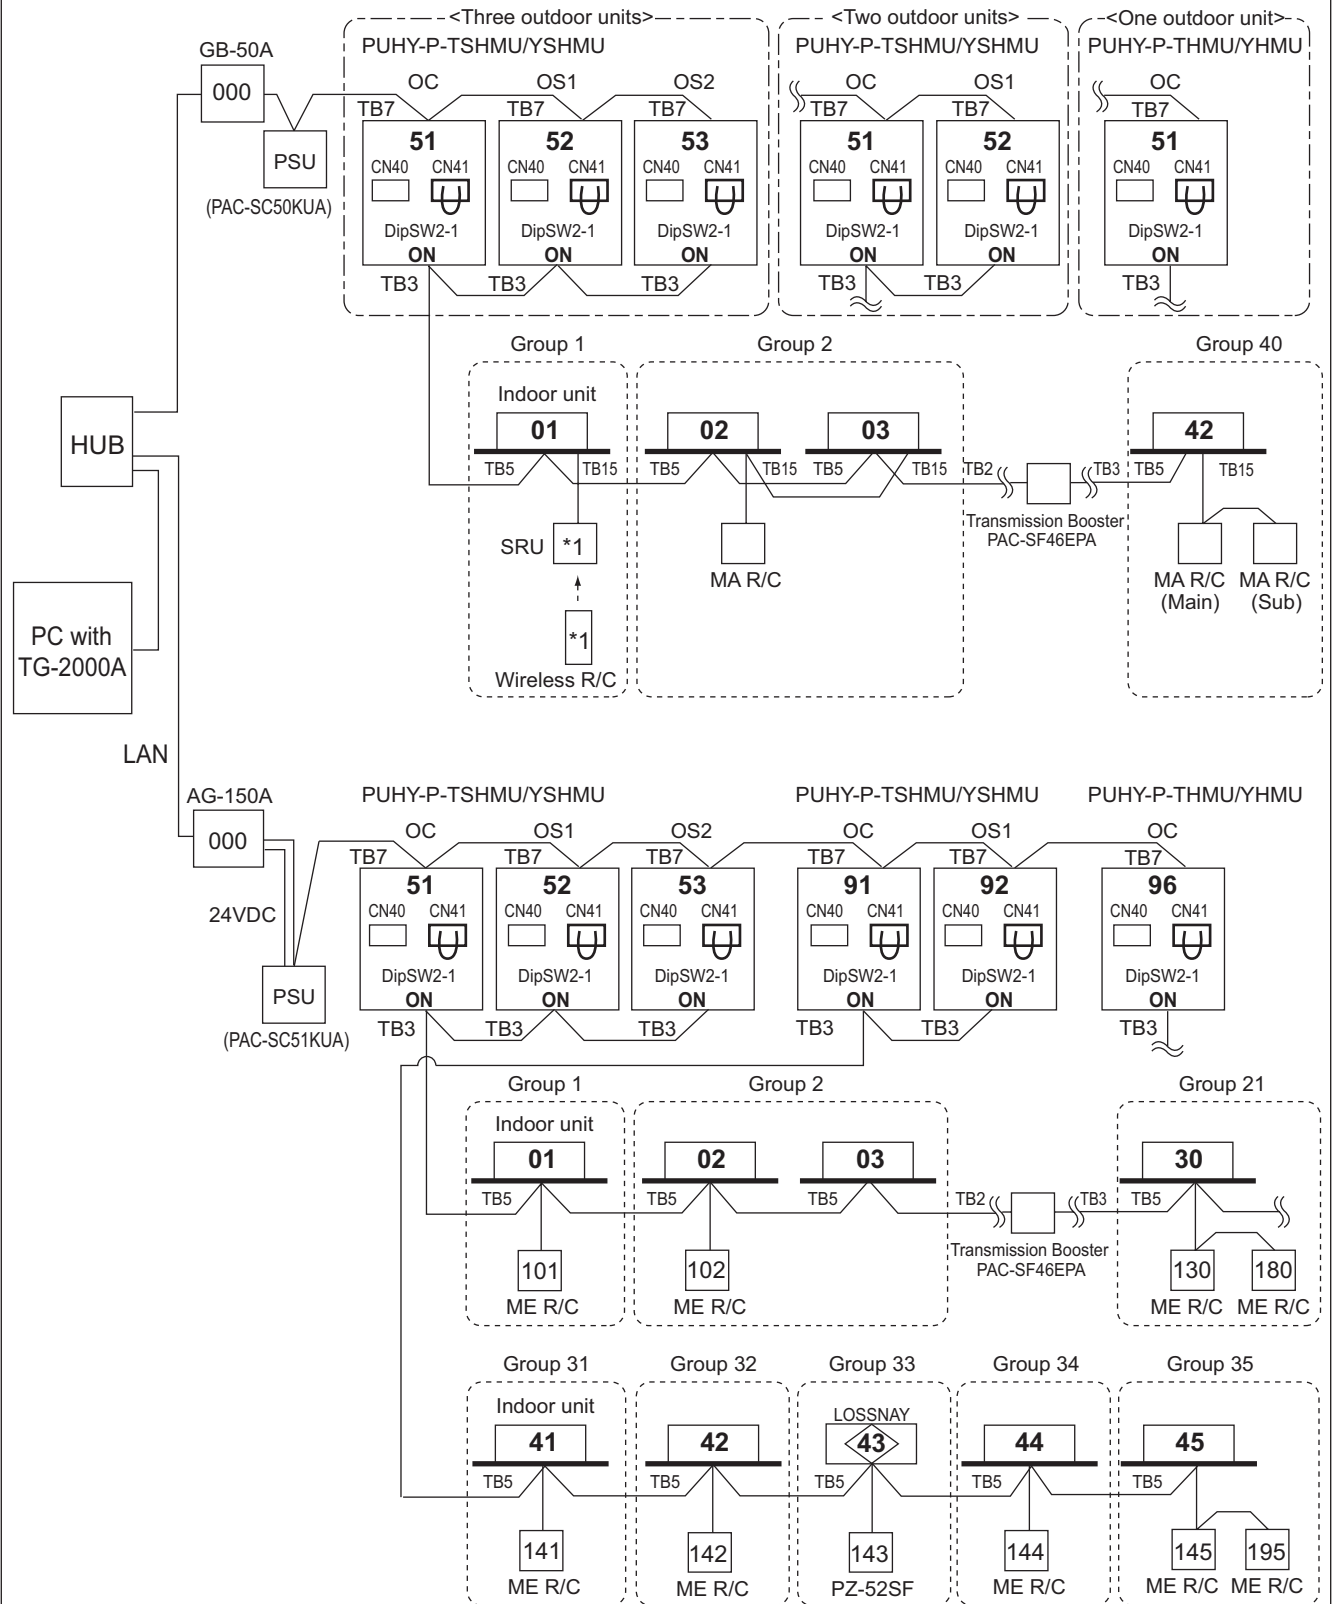 <Three outdoor units>
<Two outdoor units>
<One outdoor unit>
GB-50A
PUHY-P-TSHMU/YSHMU
PUHY-P-TSHMU/YSHMU
PUHY-P-THMU/YHMU
000
OC
OS1
OS2
OC
OS1
OC
TB7
TB7
TB7
TB7
TB7
TB7
PSU
(PAC-SC50KUA)
51
52
53
51
52
51
CN40 CN41
CN40 CN41
CN40 CN41
CN40 CN41
CN40 CN41
CN40 CN41
DipSW2-1
DipSW2-1
DipSW2-1
DipSW2-1
DipSW2-1
DipSW2-1
ON
ON
ON
ON
ON
ON
TB3
TB3
TB3
TB3
TB3
TB3
Group 1
Group 2
Group 40
Indoor unit
01
02
03
42
TB5
TB15
TB5
TB15
TB5
TB15
TB2
TB3
TB5
TB15
HUB
Transmission Booster
PAC-SF46EPA
SRU
*1
MA R/C
MA R/C
(Main)
MA R/C
(Sub)
*1
Wireless R/C
PC with
TG-2000A
LAN
AG-150A
PUHY-P-TSHMU/YSHMU
PUHY-P-TSHMU/YSHMU
PUHY-P-THMU/YHMU
000
OC
OS1
OS2
OC
OS1
OC
TB7
TB7
TB7
TB7
TB7
TB7
24VDC
51
52
53
91
92
96
CN40 CN41
CN40 CN41
CN40 CN41
CN40 CN41
CN40 CN41
CN40 CN41
PSU
(PAC-SC51KUA)
DipSW2-1
DipSW2-1
DipSW2-1
DipSW2-1
DipSW2-1
DipSW2-1
ON
ON
ON
ON
ON
ON
TB3
TB3
TB3
TB3
TB3
TB3
Group 1
Group 2
Group 21
Indoor unit
01
02
03
30
TB5
TB5
TB5
TB2
TB3
TB5
Transmission Booster
PAC-SF46EPA
101
102
130
180
ME R/C
ME R/C
ME R/C
ME R/C
Group 31
Group 32
Group 33
Group 34
Group 35
Indoor unit
LOSSNAY
41
42
43
44
45
TB5
TB5
TB5
TB5
TB5
141
142
143
144
145
195
ME R/C
ME R/C
PZ-52SF
ME R/C
ME R/C
ME R/C